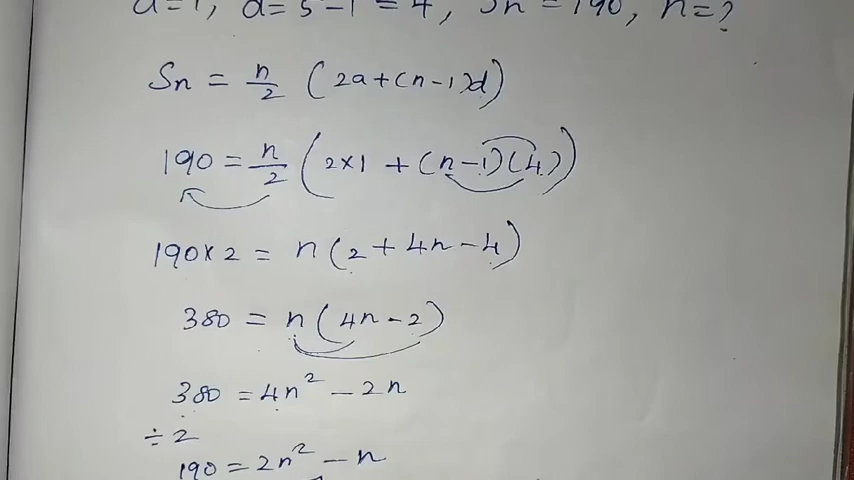 a=1, d=5-1=4, Sn=190, n=?
Sn = n/2 (2a+(n-1)d)
190 = n/2 (2×1 + (n-1)(4))
190×2 = n(2+4n-4)
380 = n(4n-2)
380 = 4n² - 2n
÷2
190 = 2n² - n